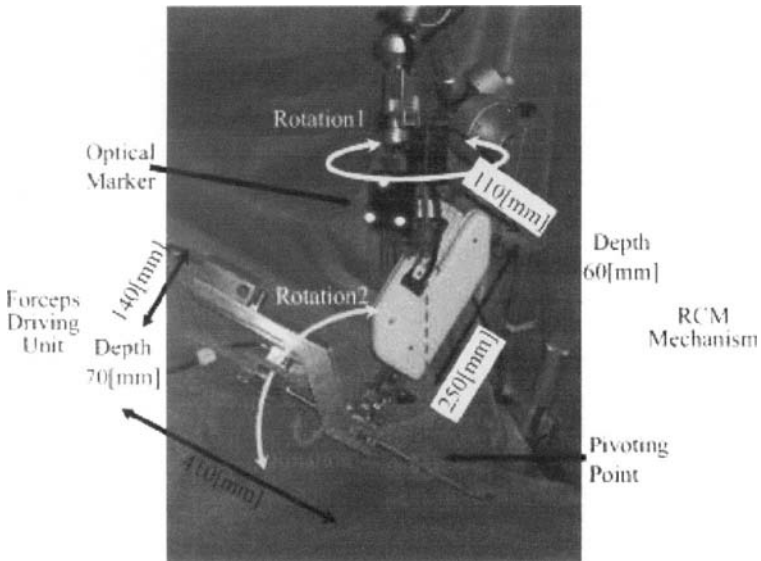 Rotation1
Optical
Marker
110[mm]
Depth
60[mm]
140[mm]
Rotation2
Forceps
Driving
Unit
Depth
70[mm]
RCM
Mechanism
250[mm]
410[mm]
Pivoting
Point